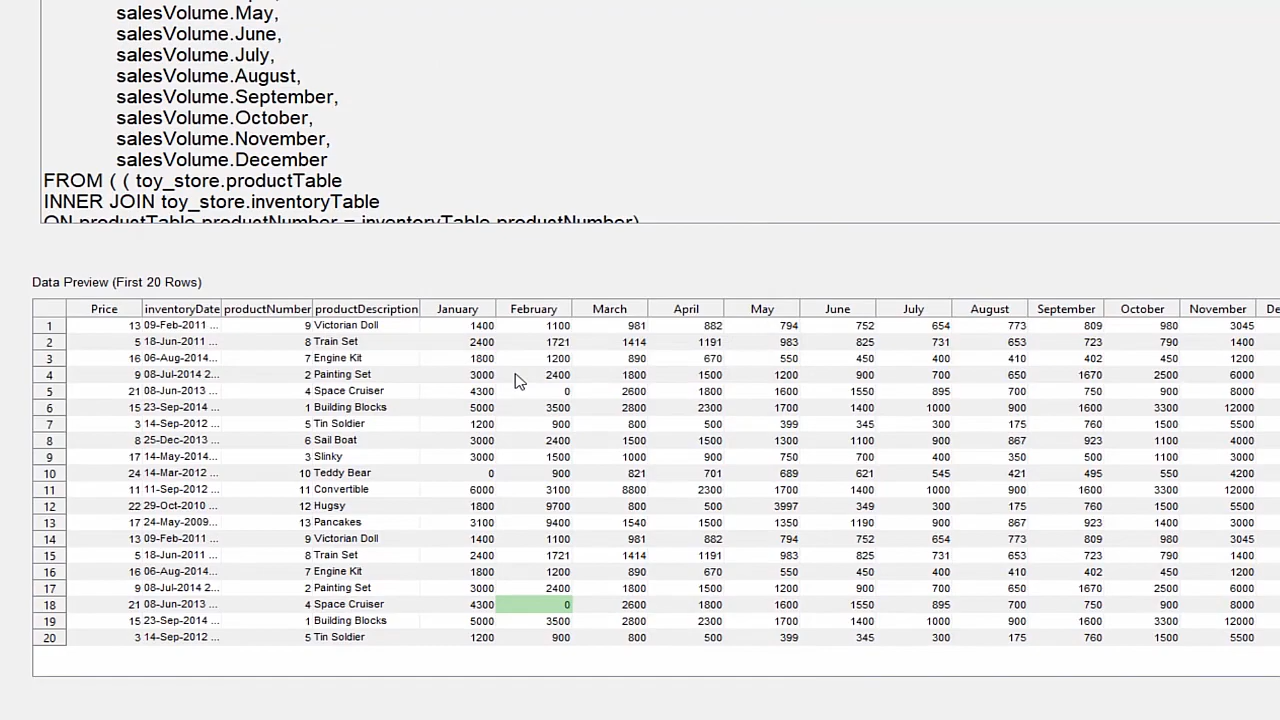 salesVolume.May,
salesVolume.June,
salesVolume.July,
salesVolume.August,
salesVolume.September,
salesVolume.October,
salesVolume.November,
salesVolume.December
FROM ( ( toy_store.productTable
INNER JOIN toy_store.inventoryTable
ON productTable.productNumber = inventoryTable.productNumber)
Data Preview (First 20 Rows)
Price inventoryDate productNumber productDescription January February March April May June July August September October November De
1 13 09-Feb-2011 ... 9 Victorian Doll 1400 1100 981 882 794 752 654 773 809 980 3045
2 5 18-Jun-2011 ... 8 Train Set 2400 1721 1414 1191 983 825 731 653 723 790 1400
3 16 06-Aug-2014... 7 Engine Kit 1800 1200 890 670 550 450 400 410 402 450 1200
4 9 08-Jul-2014 2... 2 Painting Set 3000 2400 1800 1500 1200 900 700 650 1670 2500 6000
5 21 08-Jun-2013 ... 4 Space Cruiser 4300 0 2600 1800 1600 1550 895 700 750 900 8000
6 15 23-Sep-2014 ... 1 Building Blocks 5000 3500 2800 2300 1700 1400 1000 900 1600 3300 12000
7 3 14-Sep-2012 ... 5 Tin Soldier 1200 900 800 500 399 345 300 175 760 1500 5500
8 8 25-Dec-2013 ... 6 Sail Boat 3000 2400 1500 1500 1300 1100 900 867 923 1100 4000
9 17 14-May-2014... 3 Slinky 3000 1500 1000 900 750 700 400 350 500 1100 3000
10 24 14-Mar-2012 ... 10 Teddy Bear 0 900 821 701 689 621 545 421 495 550 4200
11 11 11-Sep-2012 ... 11 Convertible 6000 3100 8800 2300 1700 1400 1000 900 1600 3300 12000
12 22 29-Oct-2010 ... 12 Hugsy 1800 9700 800 500 3997 349 300 175 760 1500 5500
13 17 24-May-2009... 13 Pancakes 3100 9400 1540 1500 1350 1190 900 867 923 1400 3000
14 13 09-Feb-2011 ... 9 Victorian Doll 1400 1100 981 882 794 752 654 773 809 980 3045
15 5 18-Jun-2011 ... 8 Train Set 2400 1721 1414 1191 983 825 731 653 723 790 1400
16 16 06-Aug-2014... 7 Engine Kit 1800 1200 890 670 550 450 400 410 402 450 1200
17 9 08-Jul-2014 2... 2 Painting Set 3000 2400 1800 1500 1200 900 700 650 1670 2500 6000
18 21 08-Jun-2013 ... 4 Space Cruiser 4300 0 2600 1800 1600 1550 895 700 750 900 8000
19 15 23-Sep-2014 ... 1 Building Blocks 5000 3500 2800 2300 1700 1400 1000 900 1600 3300 12000
20 3 14-Sep-2012 ... 5 Tin Soldier 1200 900 800 500 399 345 300 175 760 1500 5500